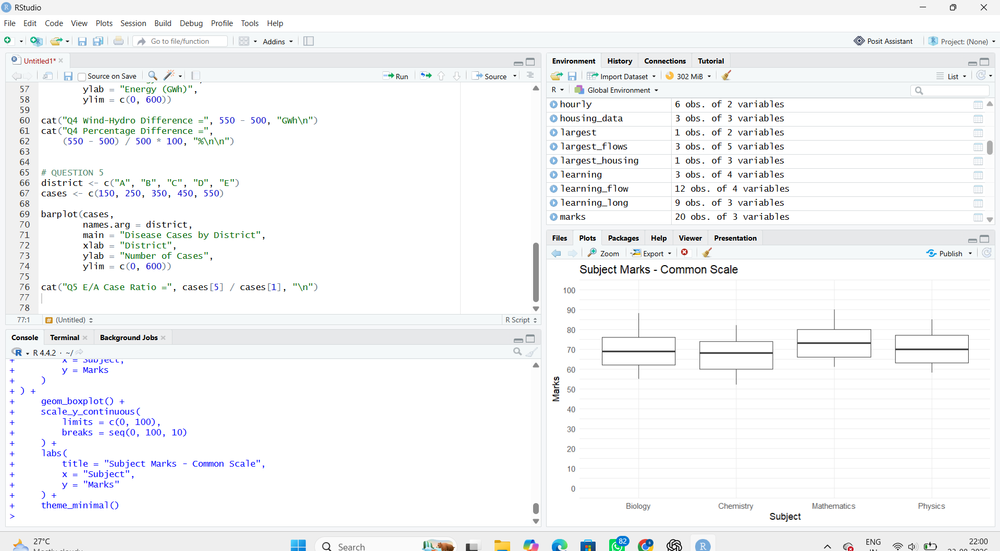 RStudio
File Edit Code View Plots Session Build Debug Profile Tools Help
Go to file/function Addins Posit Assistant Project: (None)
Untitled1*
Source on Save Run Source
57 ylab = "Energy (GWh)",
58 ylim = c(0, 600))
59
60 cat("Q4 Wind-Hydro Difference =", 550 - 500, "GWh\n")
61 cat("Q4 Percentage Difference =",
62 (550 - 500) / 500 * 100, "%\n\n")
63
64
65 # QUESTION 5
66 district <- c("A", "B", "C", "D", "E")
67 cases <- c(150, 250, 350, 450, 550)
68
69 barplot(cases,
70 names.arg = district,
71 main = "Disease Cases by District",
72 xlab = "District",
73 ylab = "Number of Cases",
74 ylim = c(0, 600))
75
76 cat("Q5 E/A Case Ratio =", cases[5] / cases[1], "\n")
77
78
77:1 # (Untitled) R Script
Console Terminal Background Jobs
R R 4.4.2 · ~/
+ x = Subject,
+ y = Marks
+ )
+ ) +
+ geom_boxplot() +
+ scale_y_continuous(
+ limits = c(0, 100),
+ breaks = seq(0, 100, 10)
+ ) +
+ labs(
+ title = "Subject Marks - Common Scale",
+ x = "Subject",
+ y = "Marks"
+ ) +
+ theme_minimal()
>
Environment History Connections Tutorial
Import Dataset 302 MiB List
R Global Environment
hourly 6 obs. of 2 variables
housing_data 3 obs. of 3 variables
largest 1 obs. of 2 variables
largest_flows 3 obs. of 5 variables
largest_housing 1 obs. of 3 variables
learning 3 obs. of 4 variables
learning_flow 12 obs. of 4 variables
learning_long 9 obs. of 3 variables
marks 20 obs. of 3 variables
Files Plots Packages Help Viewer Presentation
Zoom Export Publish
Subject Marks - Common Scale
100
90
80
70
60
50
40
30
20
10
0
Marks
Biology Chemistry Mathematics Physics
Subject
27°C
Search
82
ENG
22:00